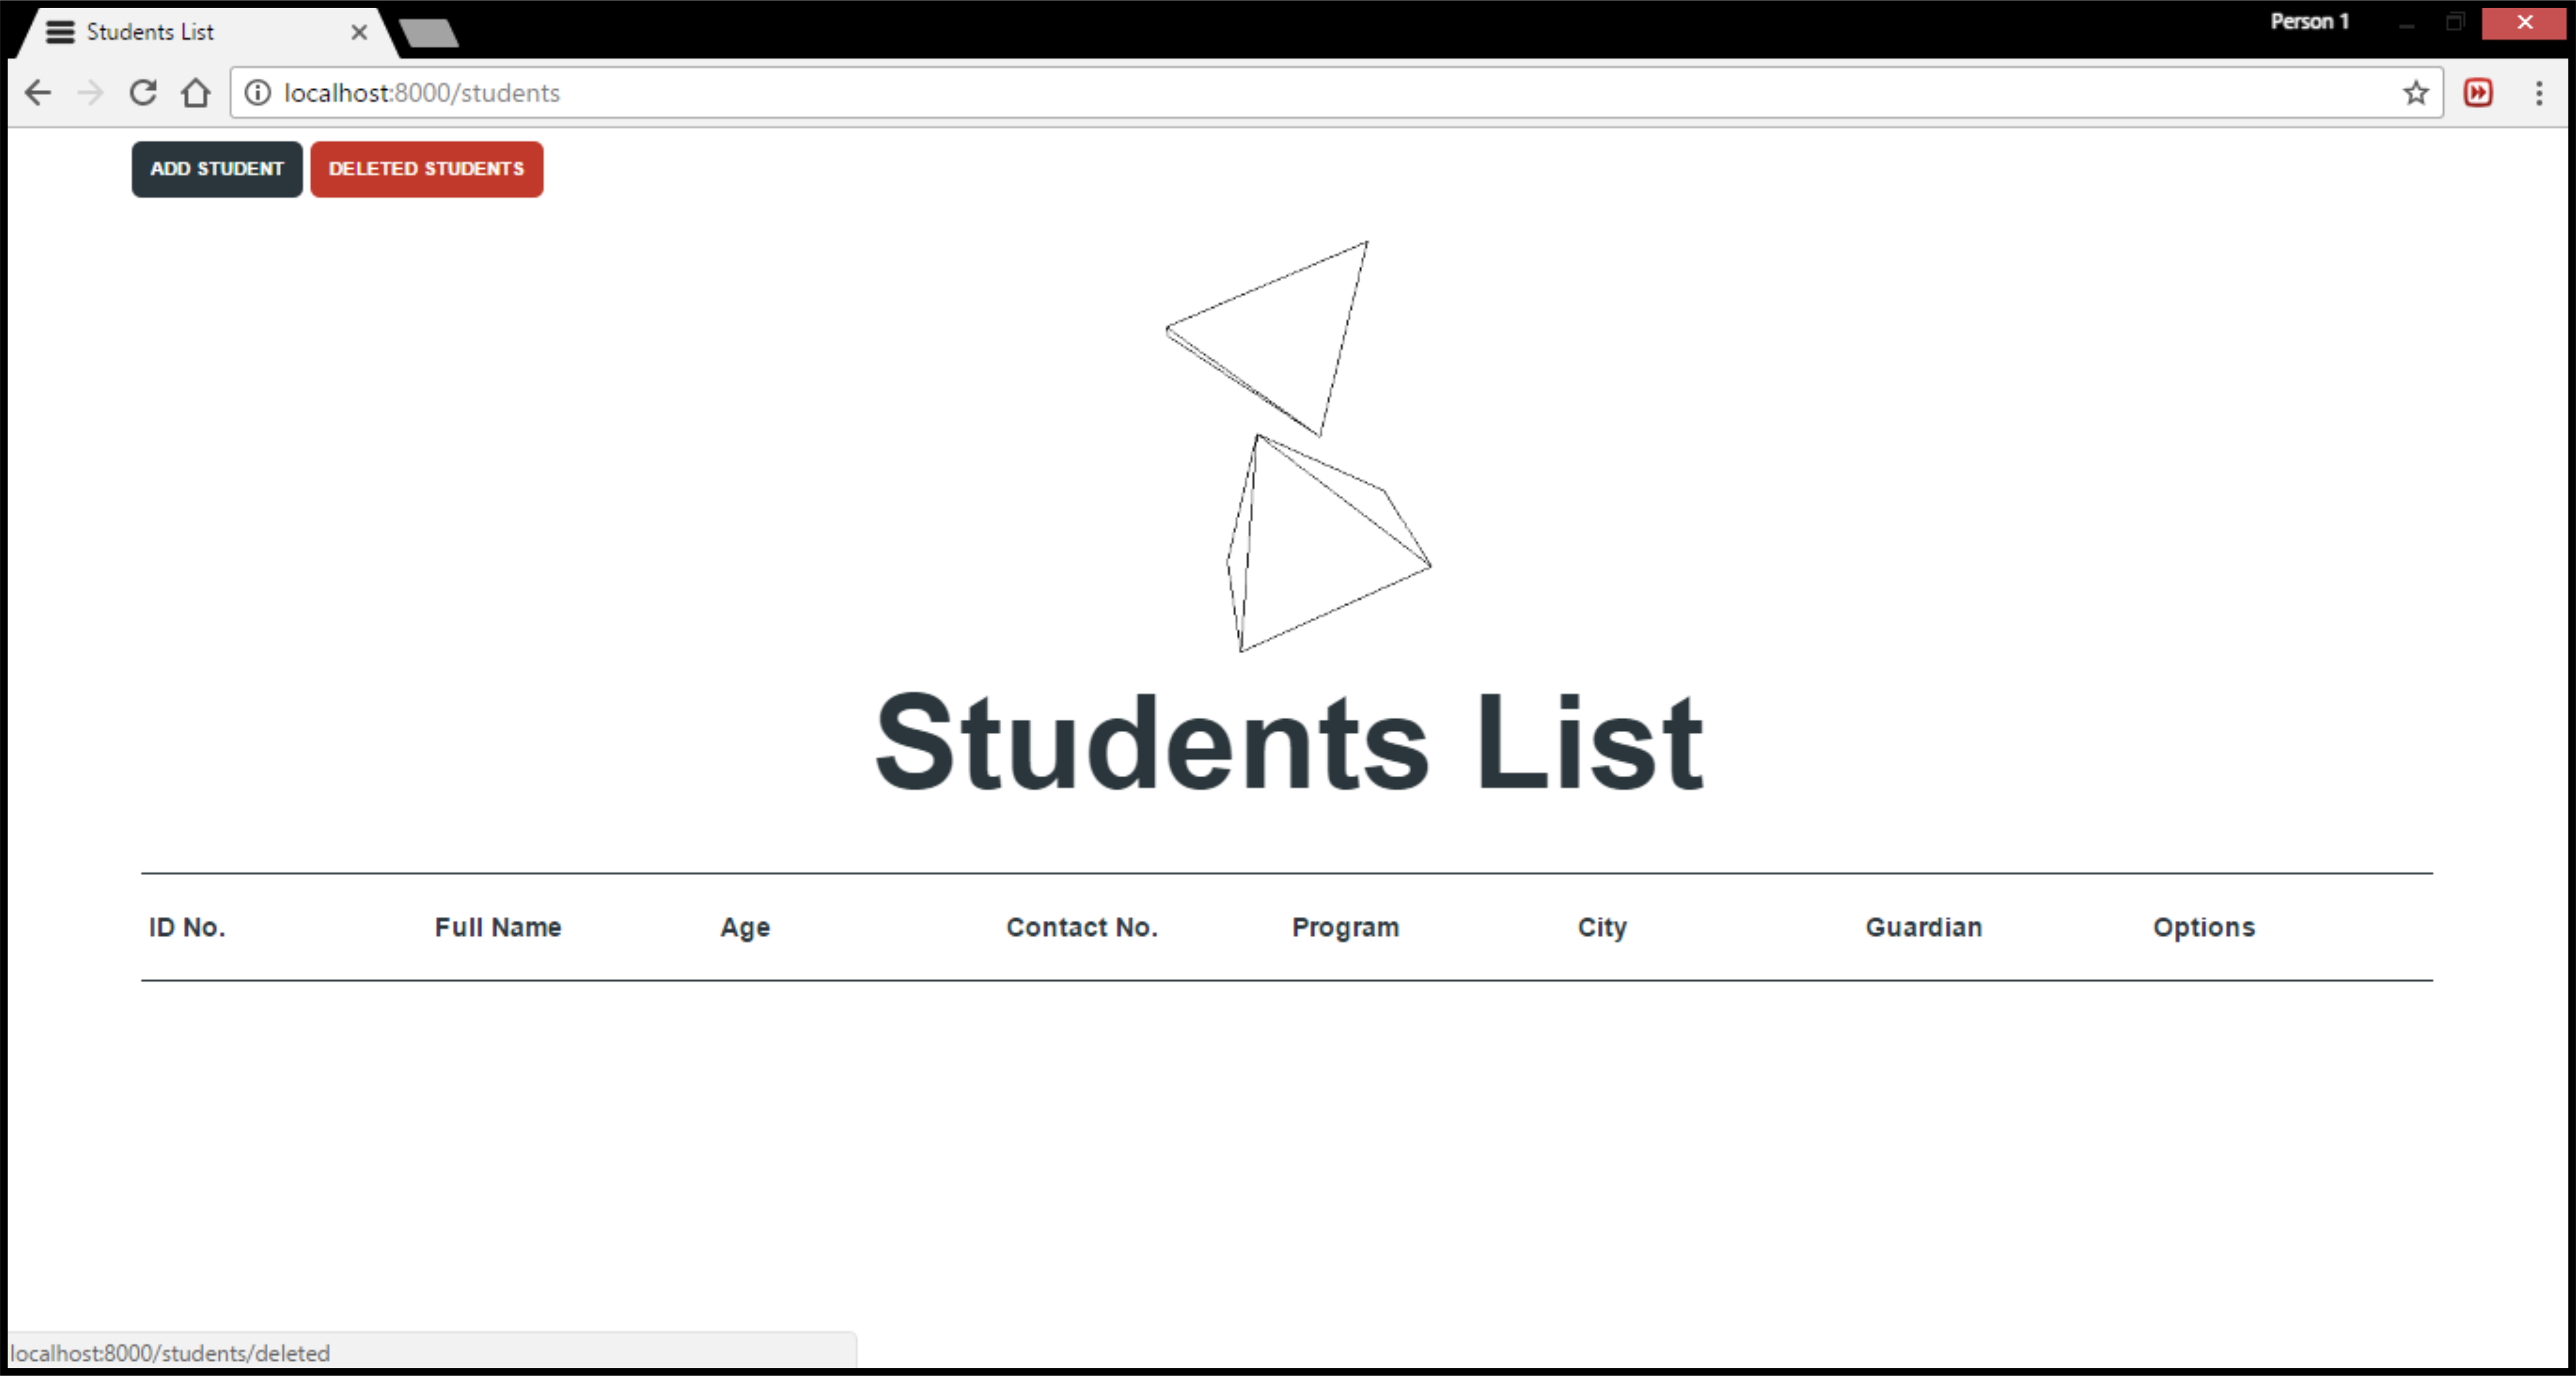 Students List
Person 1
localhost:8000/students
ADD STUDENT DELETED STUDENTS
Students List
ID No. Full Name Age Contact No. Program City Guardian Options
localhost:8000/students/deleted